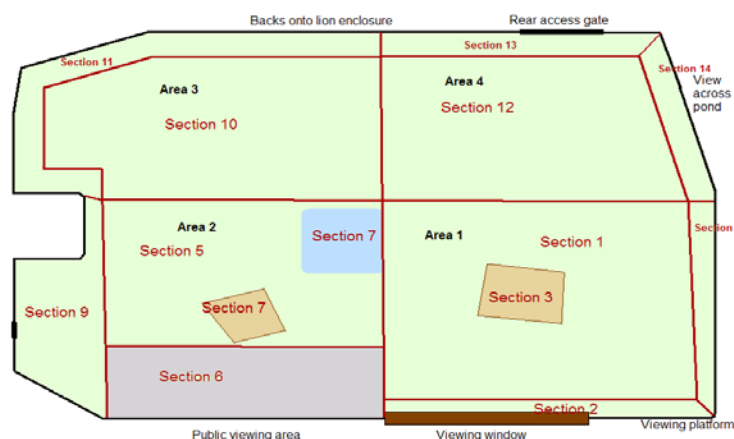 Backs onto lion enclosure
Rear access gate
Section 13
Section 11
Section 14
View
across
pond
Area 3
Area 4
Section 10
Section 12
Area 2
Section 5
Section 7
Area 1
Section 1
Section
Section 7
Section 3
Section 9
Section 6
Section 2
Viewing platform
Public viewing area
Viewing window